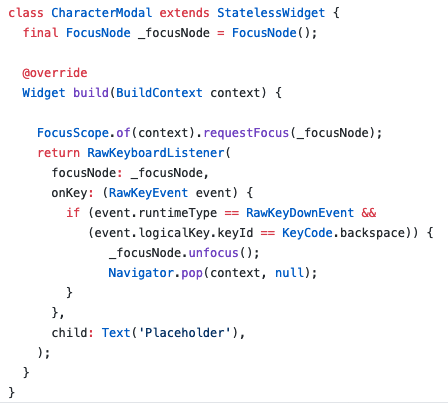 class CharacterModal extends StatelessWidget {
  final FocusNode _focusNode = FocusNode();

  @override
  Widget build(BuildContext context) {

    FocusScope.of(context).requestFocus(_focusNode);
    return RawKeyboardListener(
      focusNode: _focusNode,
      onKey: (RawKeyEvent event) {
        if (event.runtimeType == RawKeyDownEvent &&
           (event.logicalKey.keyId == KeyCode.backspace)) {
              _focusNode.unfocus();
              Navigator.pop(context, null);
        }
      },
      child: Text('Placeholder'),
    );
  }
}